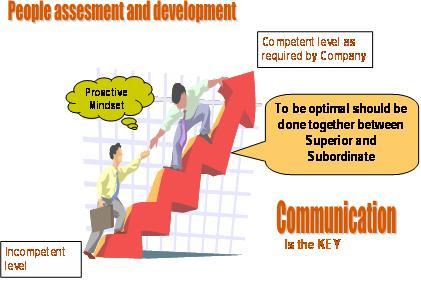 People assesment and development
Competent level as
required by Company
Proactive
Mindset
To be optimal should be
done together between
Superior and
Subordinate
Communication
Is the KEY
Incompetent
level